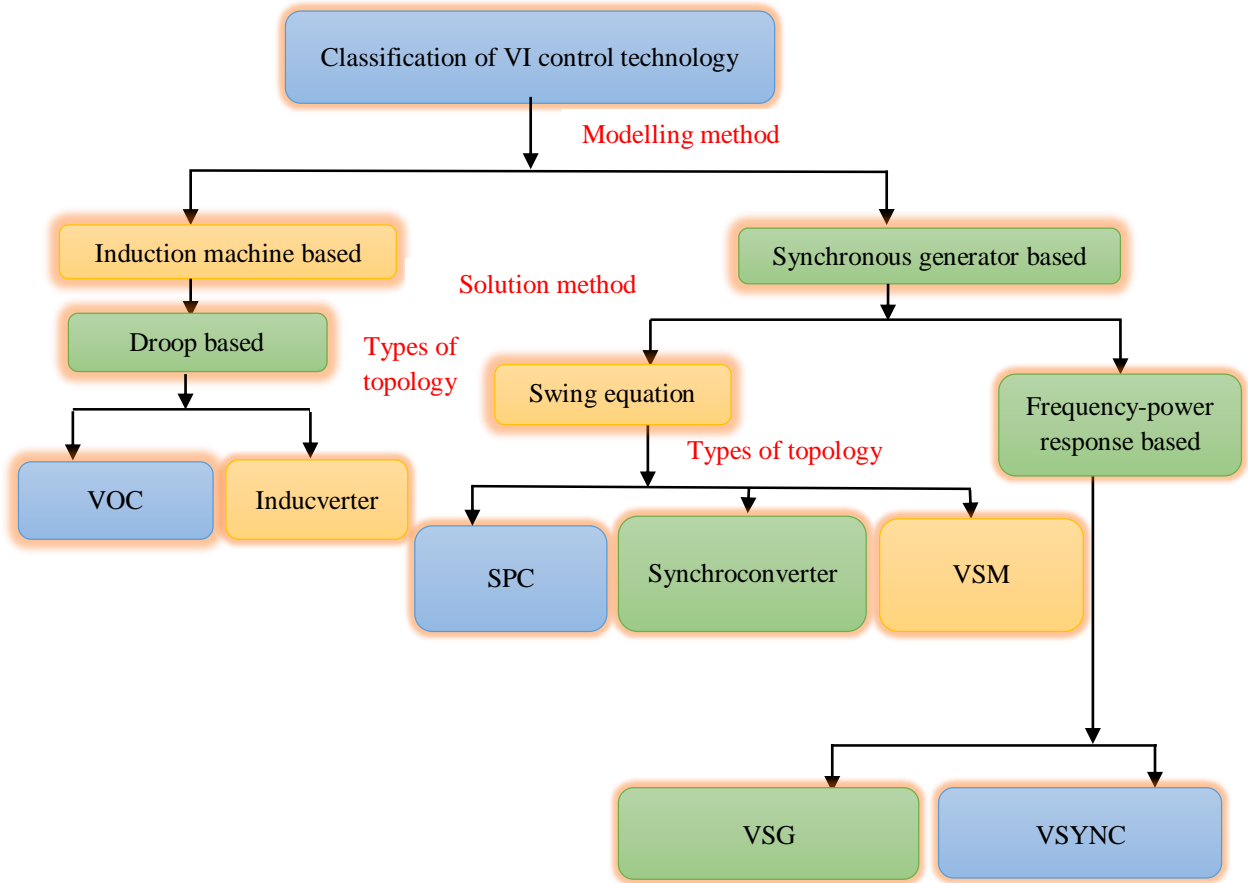 Classification of VI control technology
Modelling method
Induction machine based
Synchronous generator based
Solution method
Droop based
Types of
topology
Swing equation
Frequency-power
response based
Types of topology
VOC
Inducverter
SPC
Synchroconverter
VSM
VSG
VSYNC